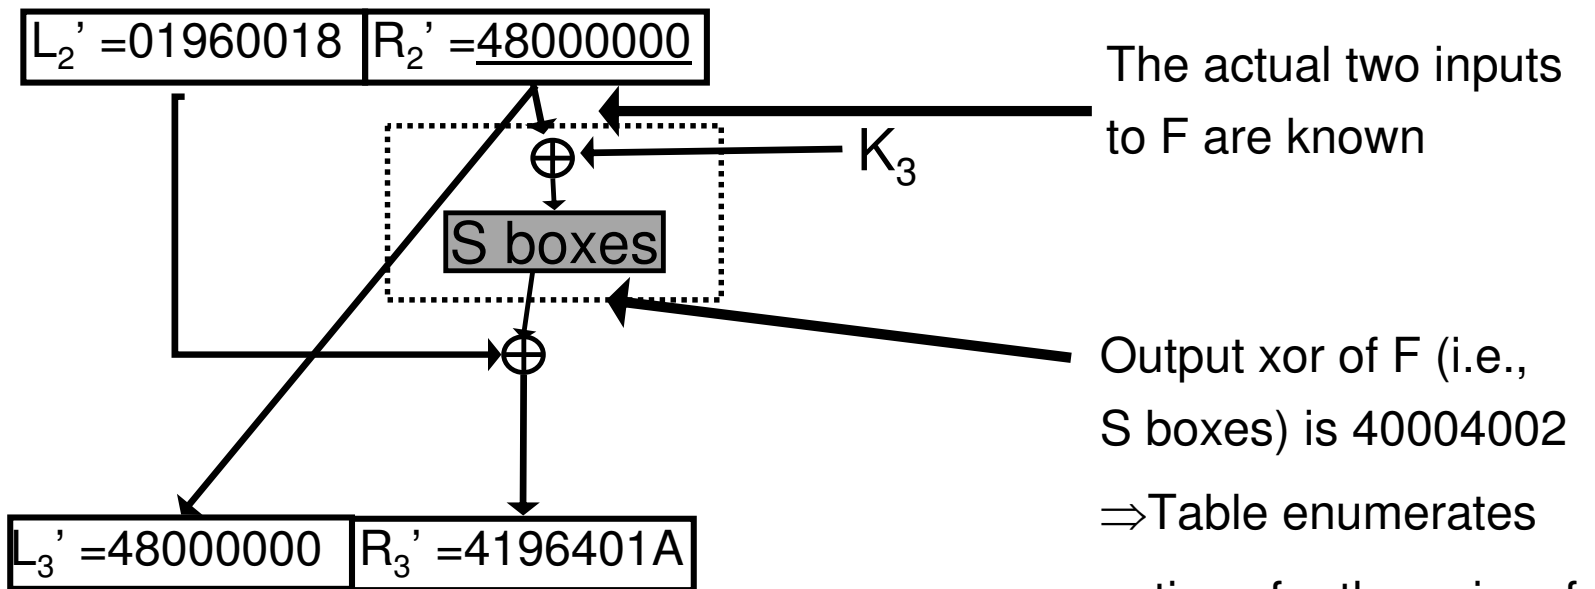 L₂’ =01960018 R₂’ =48000000
The actual two inputs
to F are known
K₃
S boxes
Output xor of F (i.e.,
S boxes) is 40004002
⇒Table enumerates
L₃’ =48000000 R₃’ =4196401A